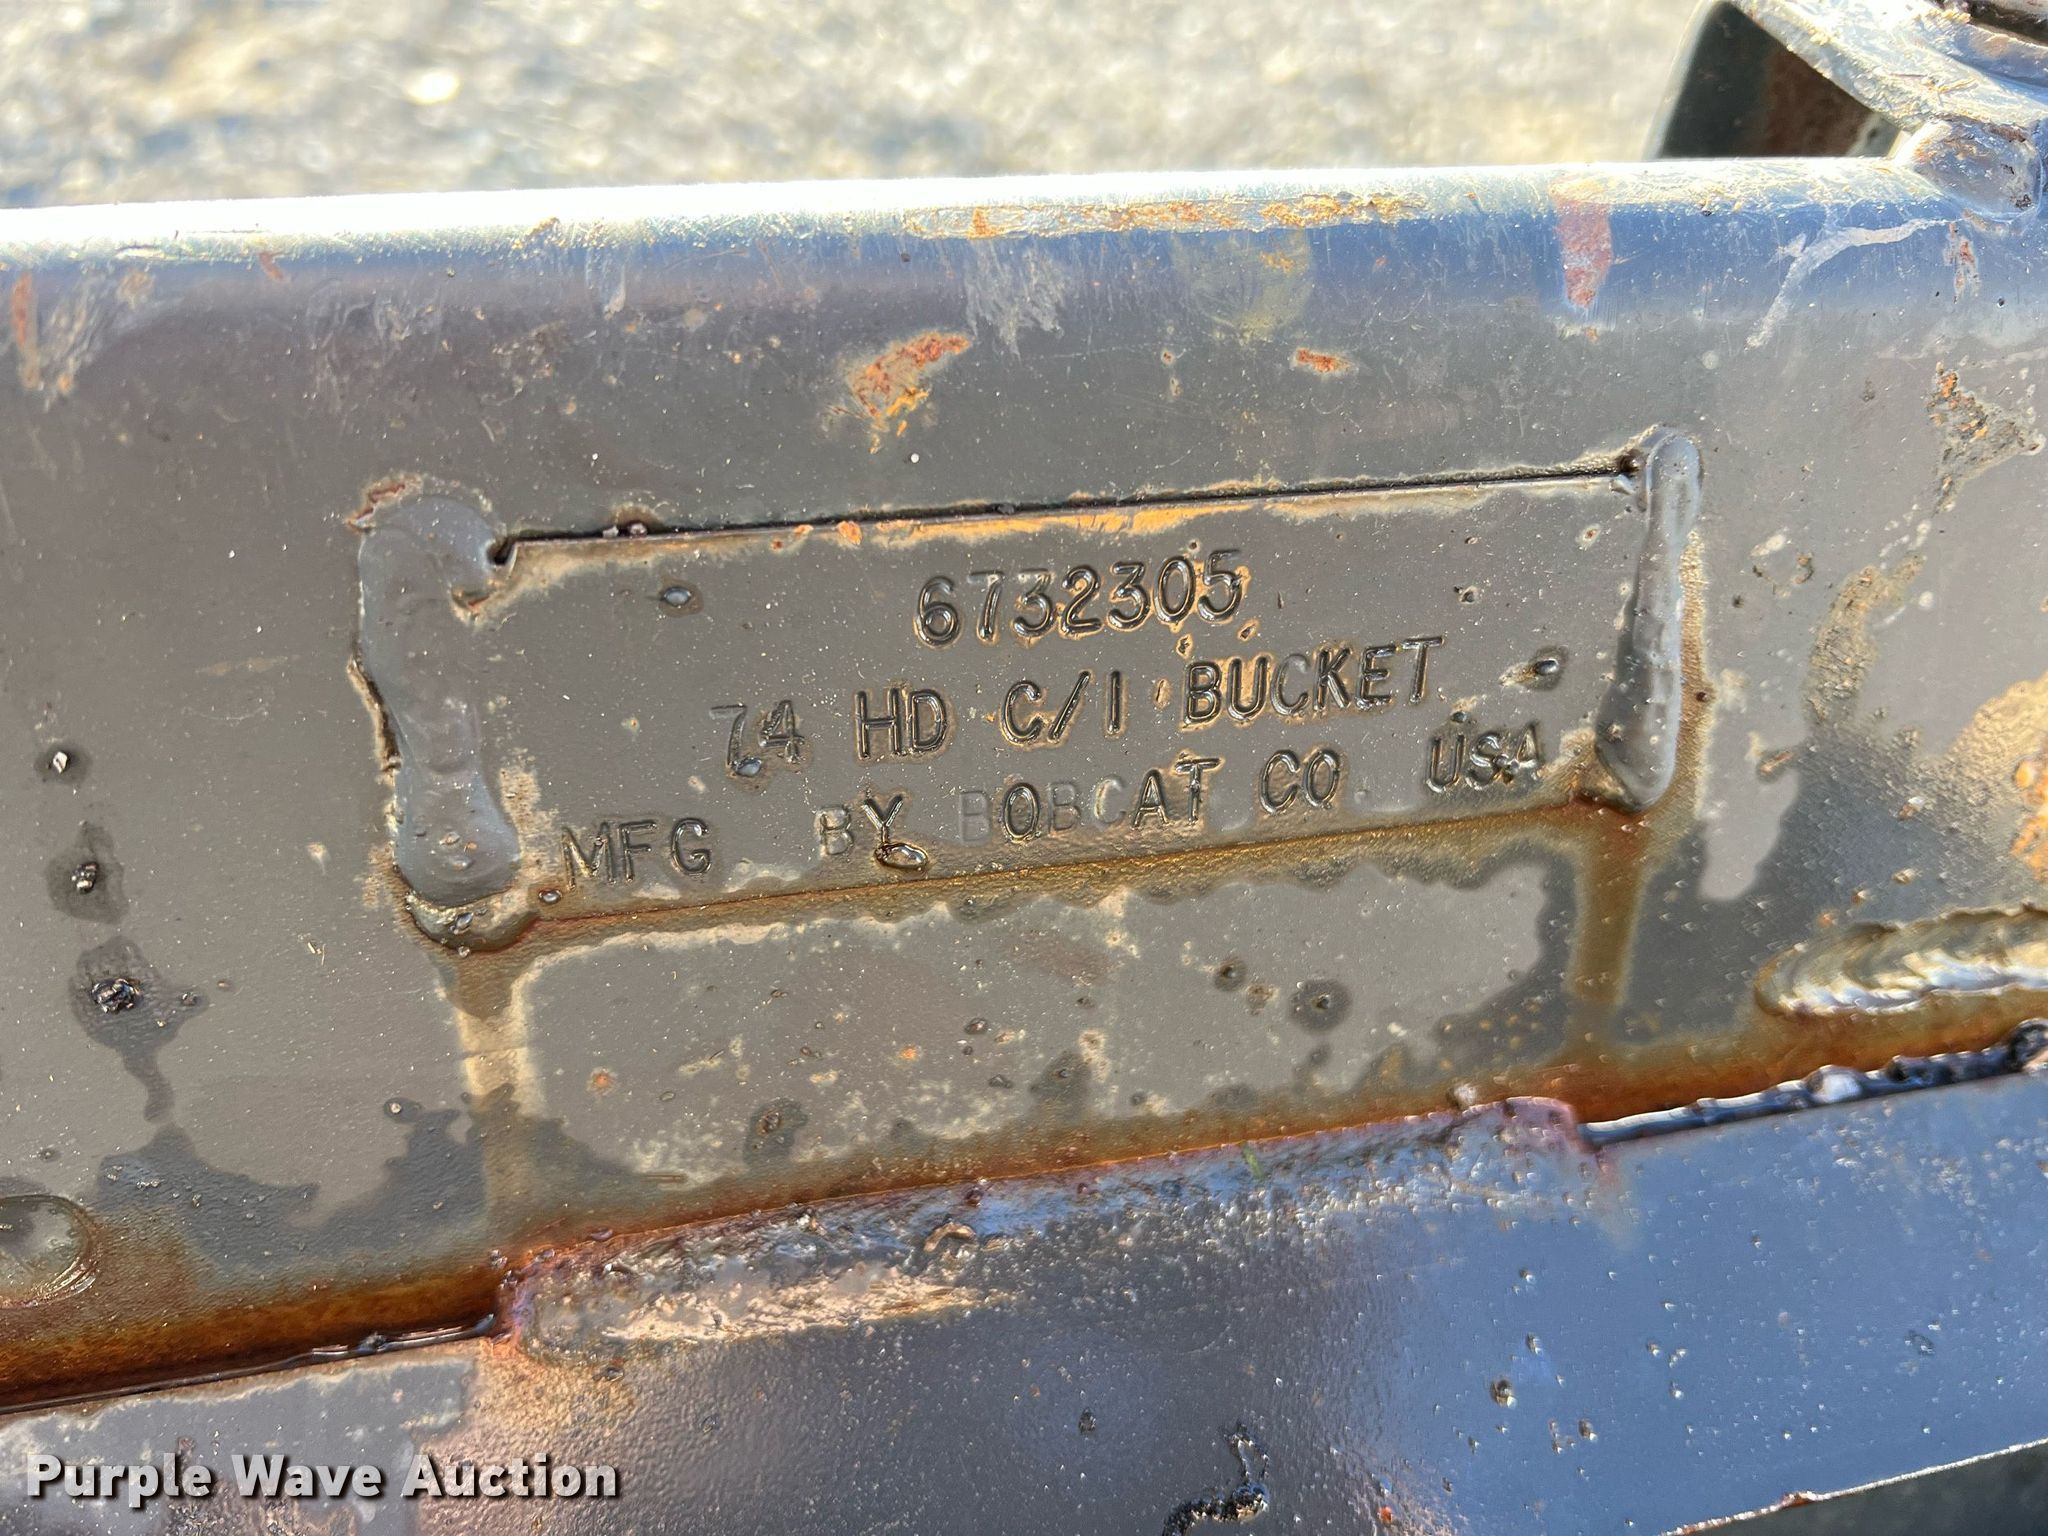 6732305
74 HD C/I BUCKET
MFG BY BOBCAT CO. USA
Purple Wave Auction